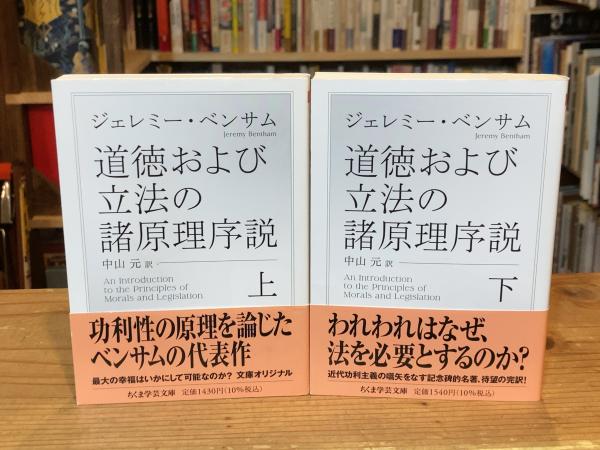 ジェレミー・ベンサム
Jeremy Bentham
道徳および
立法の
諸原理序説
中山 元 訳
An Introduction
to the Principles of
Morals and Legislation
上
功利性の原理を論じた
ベンサムの代表作
最大の幸福はいかにして可能なのか? 文庫オリジナル
ちくま学芸文庫 定価1430円(10%税込)
ジェレミー・ベンサム
Jeremy Bentham
道徳および
立法の
諸原理序説
中山 元 訳
An Introduction
to the Principles of
Morals and Legislation
下
われわれはなぜ、
法を必要とするのか?
近代功利主義の嚆矢をなす記念碑的名著、待望の完訳!
ちくま学芸文庫 定価1540円(10%税込)